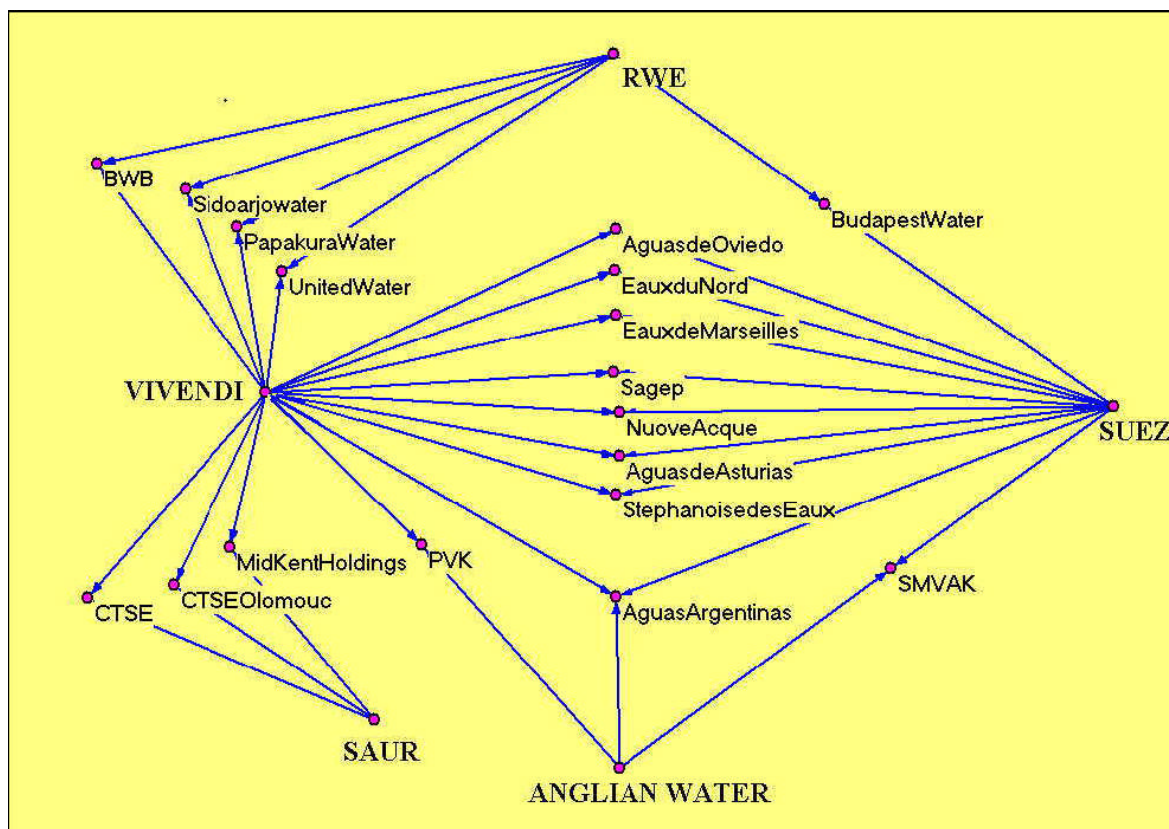 RWE
BWB
Sidoarjowater
BudapestWater
PapakuraWater
AguasdeOviedo
UnitedWater
EauxduNord
EauxdeMarseilles
VIVENDI
Sagep
NuoveAcque
SUEZ
AguasdeAsturias
StephanoisedesEaux
MidKentHoldings
PVK
SMVAK
CTSEOlomouc
CTSE
AguasArgentinas
SAUR
ANGLIAN WATER